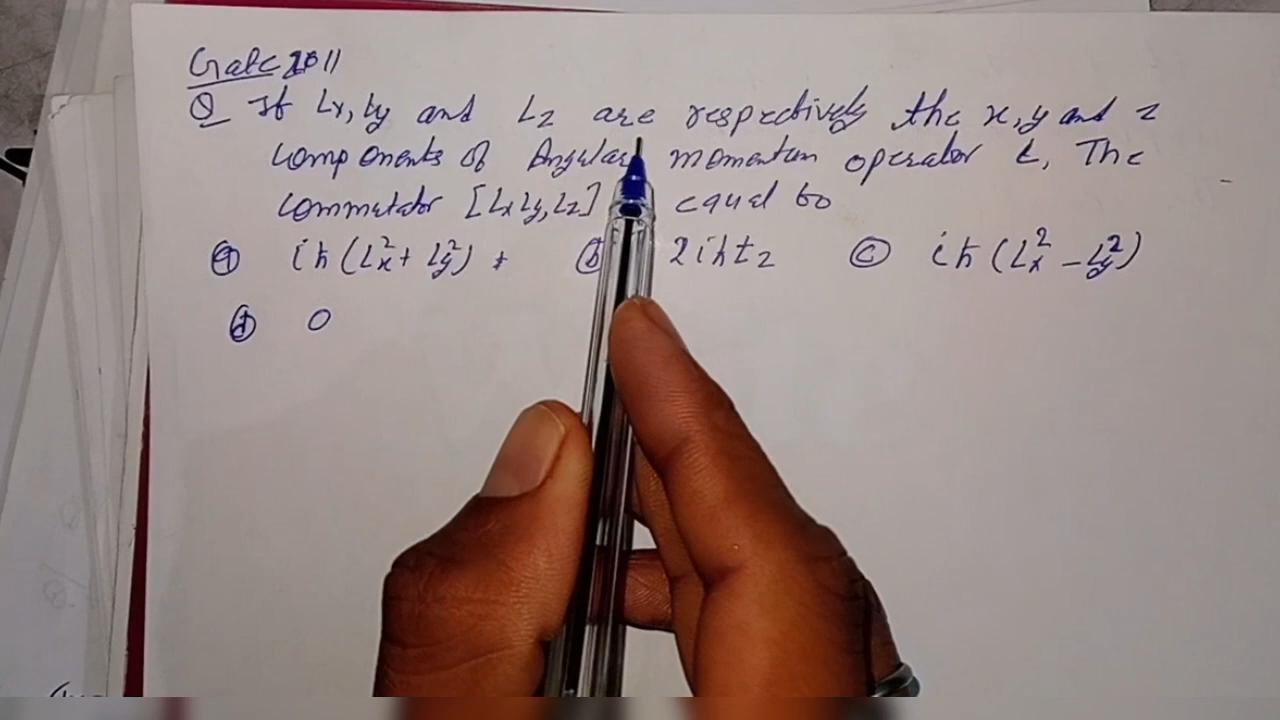 Gate 2011
Q If Lx, Ly and Lz are respectively the x, y and z
components of Angular momentum operator L, The
commutator [LxLy, Lz] equal to
(a) iħ(Lx² + Ly²) (b) 2iħLz (c) iħ(Lx² - Ly²)
(d) 0